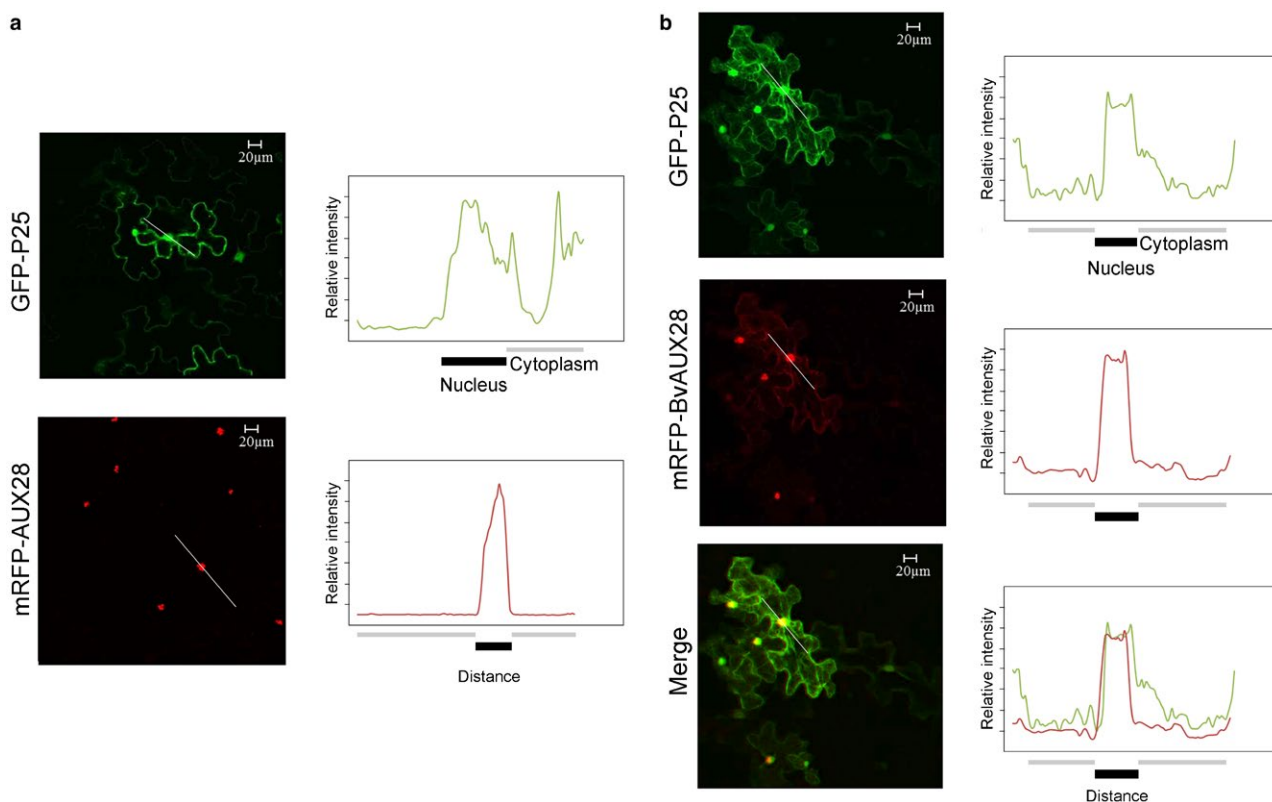 a
GFP-P25
20µm
Relative intensity
Cytoplasm
Nucleus
mRFP-AUX28
20µm
Relative intensity
Distance
b
GFP-P25
20µm
Relative intensity
Cytoplasm
Nucleus
mRFP-BvAUX28
20µm
Relative intensity
Merge
20µm
Relative intensity
Distance